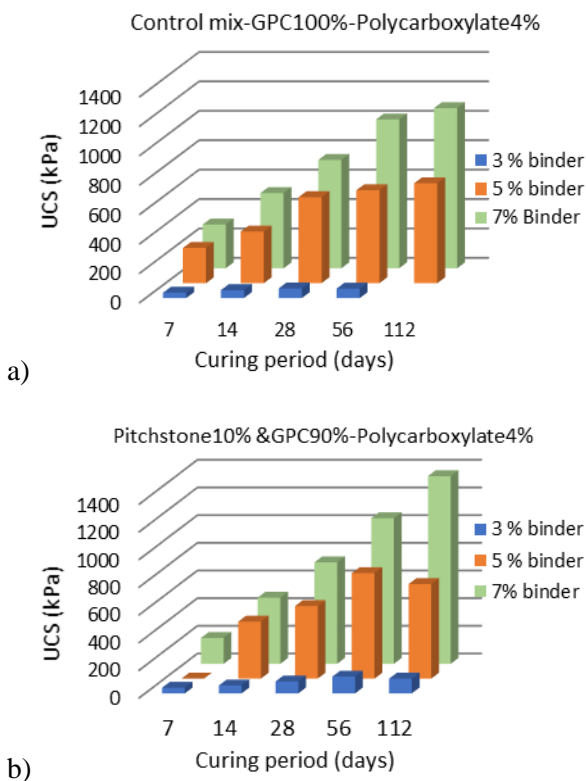 Control mix-GPC100%-Polycarboxylate4%
1400
1200
1000
800
600
400
200
0
UCS (kPa)
3 % binder
5 % binder
7% Binder
7 14 28 56 112
Curing period (days)
a)
Pitchstone10% &GPC90%-Polycarboxylate4%
1400
1200
1000
800
600
400
200
0
UCS (kPa)
3 % binder
5 % binder
7% binder
7 14 28 56 112
Curing period (days)
b)